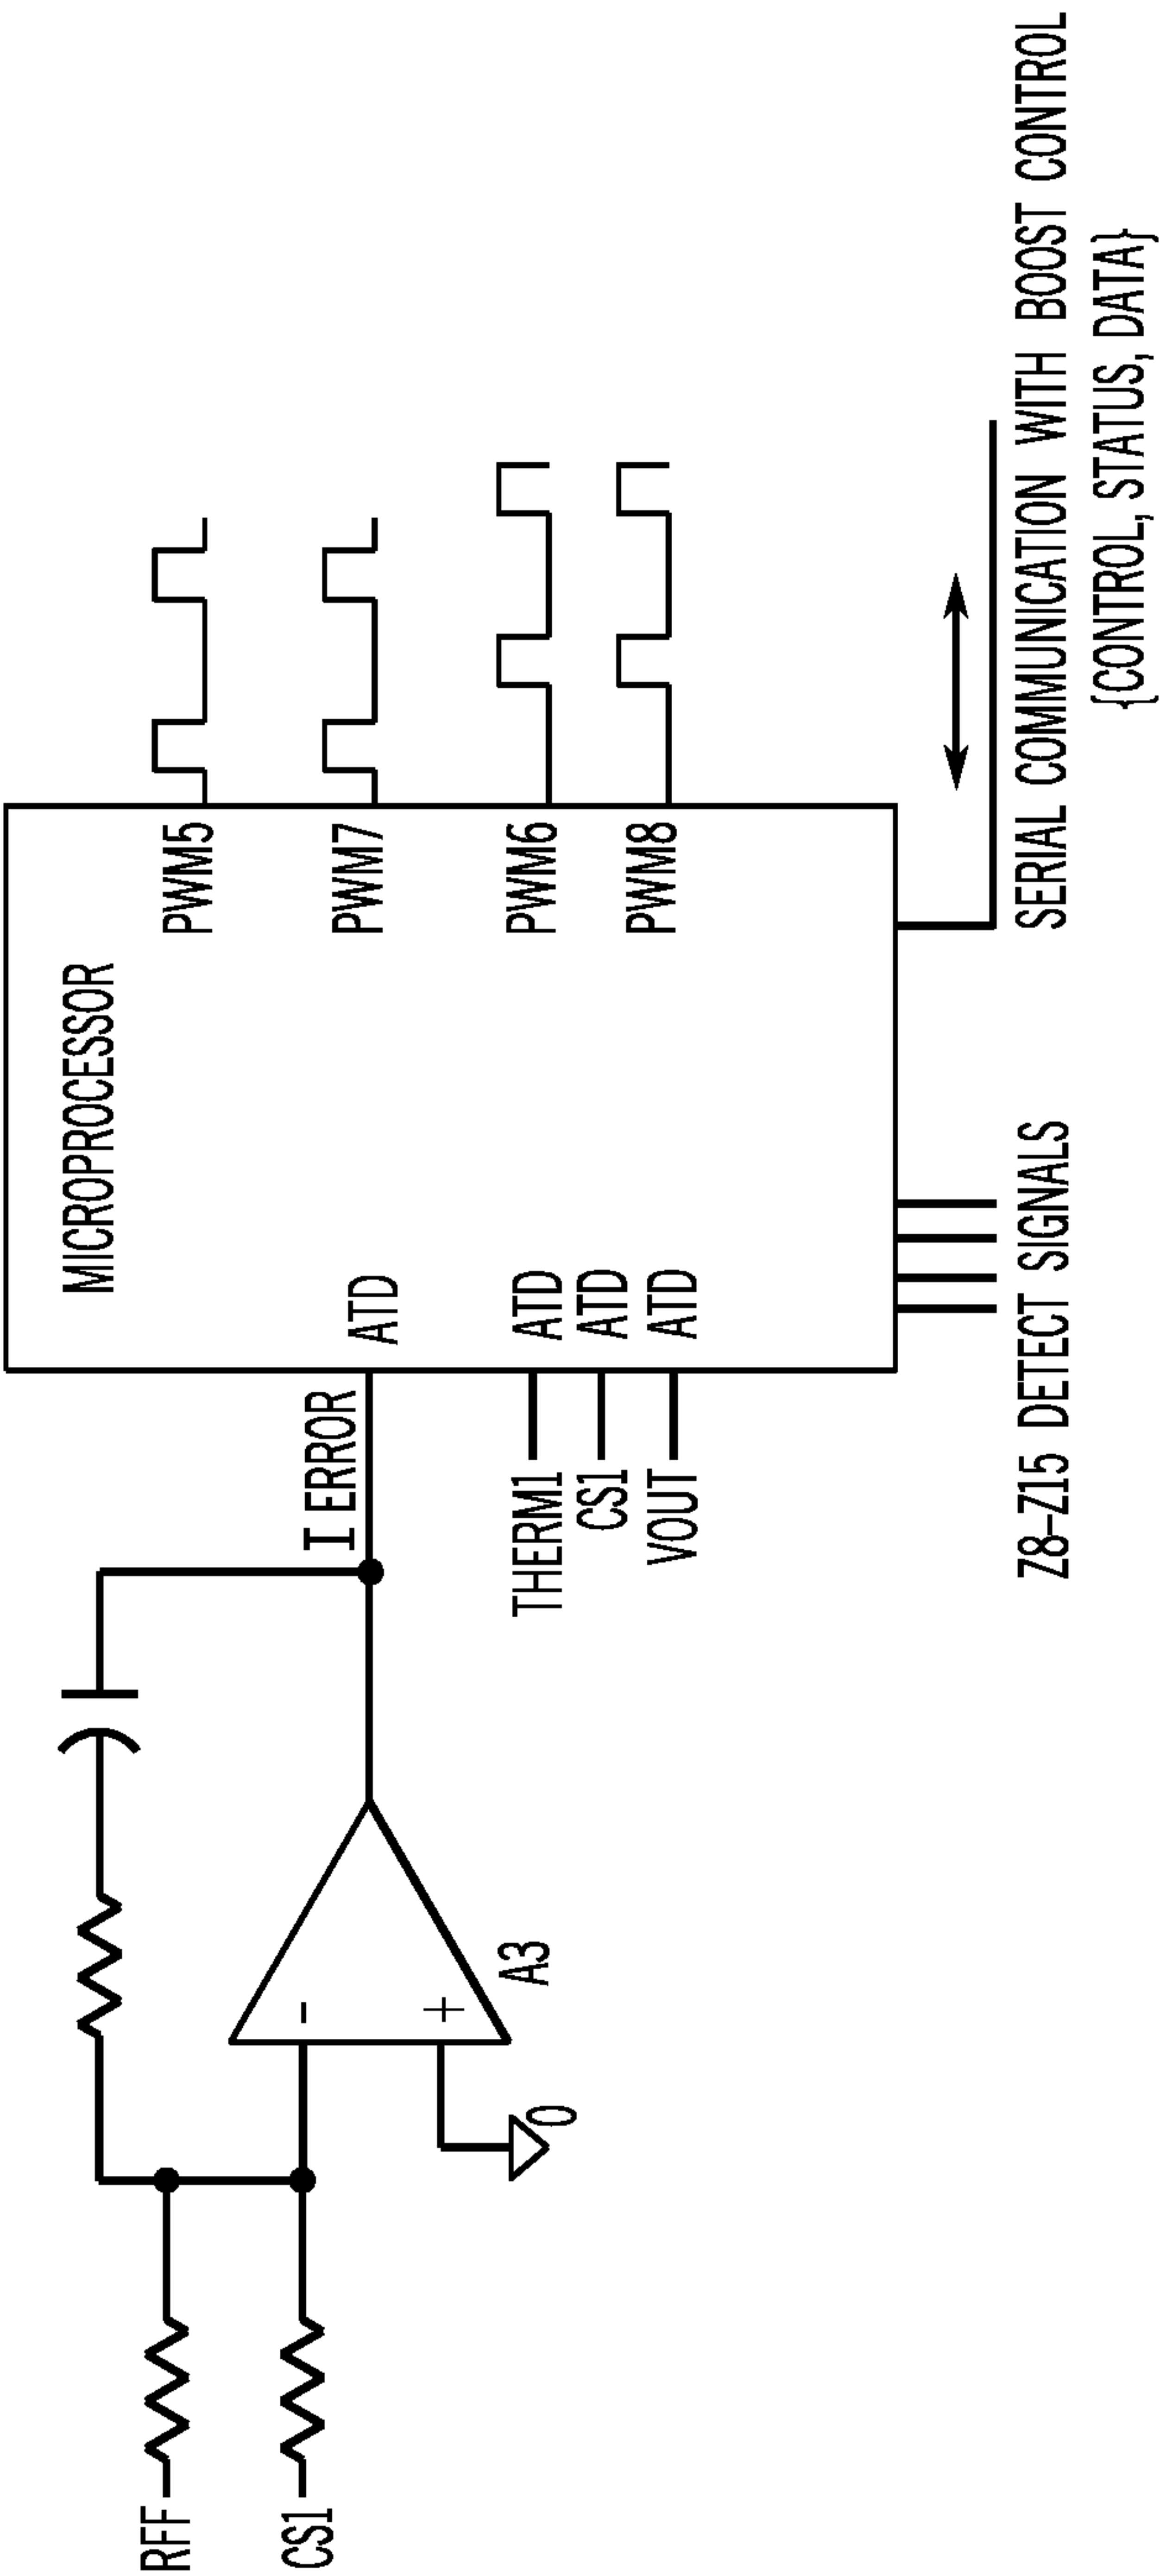 RFF
CS1
-
+
A3
0
I ERROR
THERM1
CS1
VOUT
MICROPROCESSOR
ATD
ATD
ATD
ATD
PWM5
PWM7
PWM6
PWM8
Z8-Z15 DETECT SIGNALS
SERIAL COMMUNICATION WITH BOOST CONTROL
{CONTROL, STATUS, DATA}